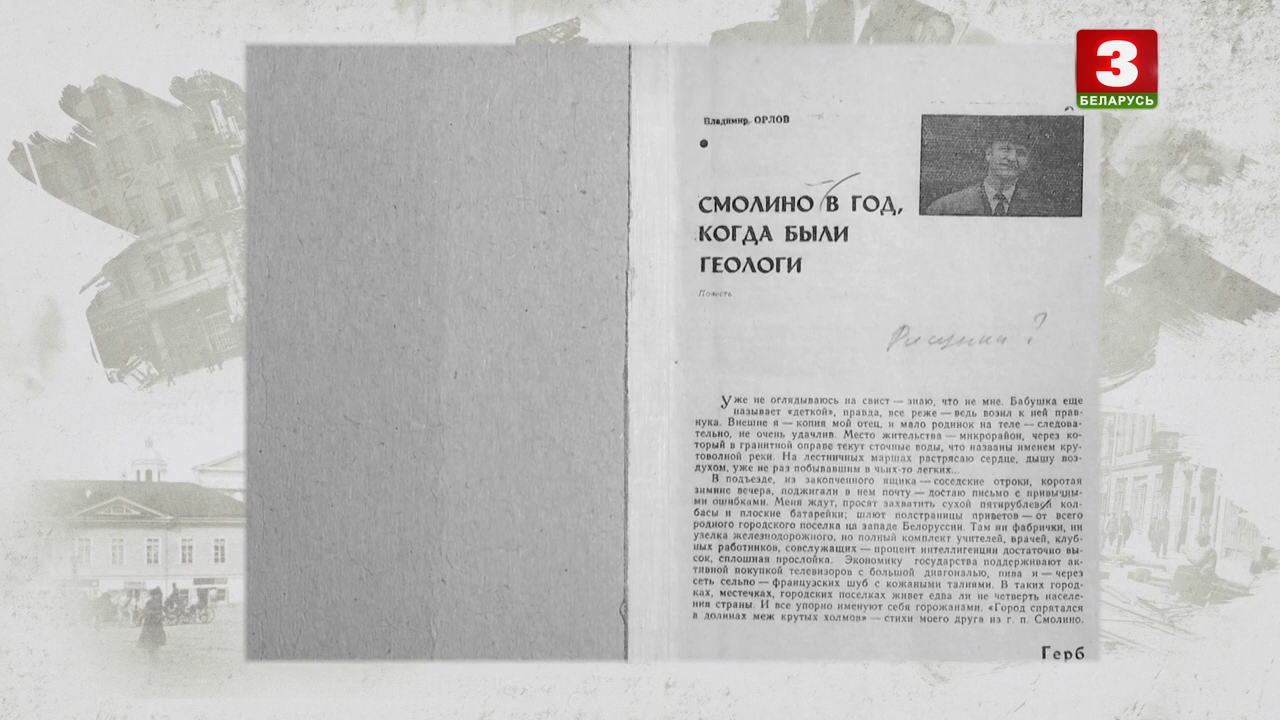 3
БЕЛАРУСЬ
Владимир ОРЛОВ
СМОЛИНО В ГОД,
КОГДА БЫЛИ
ГЕОЛОГИ
Повесть
Рисунки?
Уже не оглядываюсь на свист — знаю, что не мне. Бабушка еще
называет «деткой», правда, все реже — ведь возил к ней прав-
нука. Внешне я — копия мой отец, и мало родинок на теле — следова-
тельно, не очень удачлив. Место жительства — микрорайон, через ко-
торый в гранитной оправе текут сточные воды, что названы именем кру-
товолной реки. На лестничных маршах растрясаю сердце, дышу воз-
духом, уже не раз побывавшим в чьих-то легких...
В подъезде, из закопченного ящика — соседские отроки, коротая
зимние вечера, поджигали в нем почту — достаю письмо с привычны-
ми ошибками. Меня ждут, просят захватить сухой пятирублевой кол-
басы и плоские батарейки; шлют полстраницы приветов — от всего
родного городского поселка на западе Белоруссии. Там ни фабрички, ни
узелка железнодорожного, но полный комплект учителей, врачей, клуб-
ных работников, совслужащих — процент интеллигенции достаточно вы-
сок, сплошная прослойка. Экономику государства поддерживают ак-
тивной покупкой телевизоров с большой диагональю, пива и — через
сеть сельпо — французских шуб с кожаными талиями. В таких город-
ках, местечках, городских поселках живет едва ли не четверть населе-
ния страны. И все упорно именуют себя горожанами. «Город спрятался
в долинах меж крутых холмов» — стихи моего друга из г. п. Смолино.
Герб